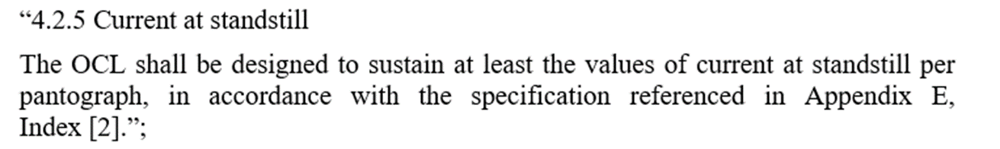 “4.2.5 Current at standstill
The OCL shall be designed to sustain at least the values of current at standstill per
pantograph, in accordance with the specification referenced in Appendix E,
Index [2].”;